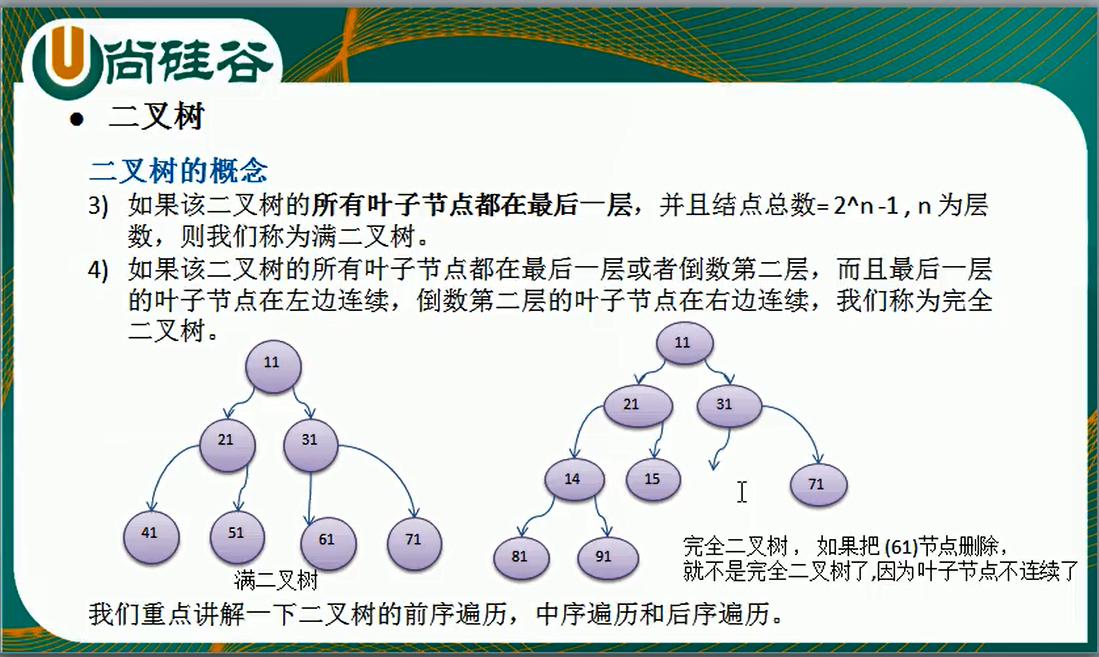 尚硅谷
● 二叉树
二叉树的概念
3) 如果该二叉树的所有叶子节点都在最后一层，并且结点总数= 2^n -1 , n 为层
数，则我们称为满二叉树。
4) 如果该二叉树的所有叶子节点都在最后一层或者倒数第二层，而且最后一层
的叶子节点在左边连续，倒数第二层的叶子节点在右边连续，我们称为完全
二叉树。
11
21
31
41
51
61
71
满二叉树
11
21
31
14
15
71
81
91
完全二叉树， 如果把 (61)节点删除，
就不是完全二叉树了,因为叶子节点不连续了
我们重点讲解一下二叉树的前序遍历，中序遍历和后序遍历。